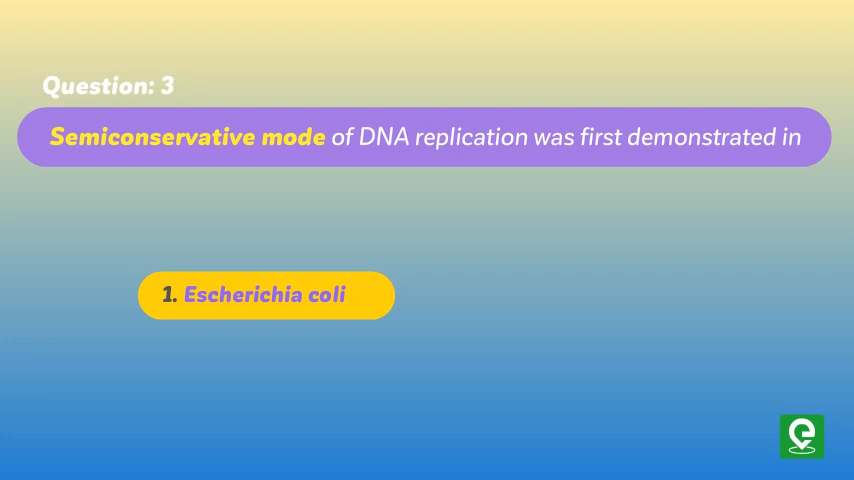 Question: 3
Semiconservative mode of DNA replication was first demonstrated in
1. Escherichia coli